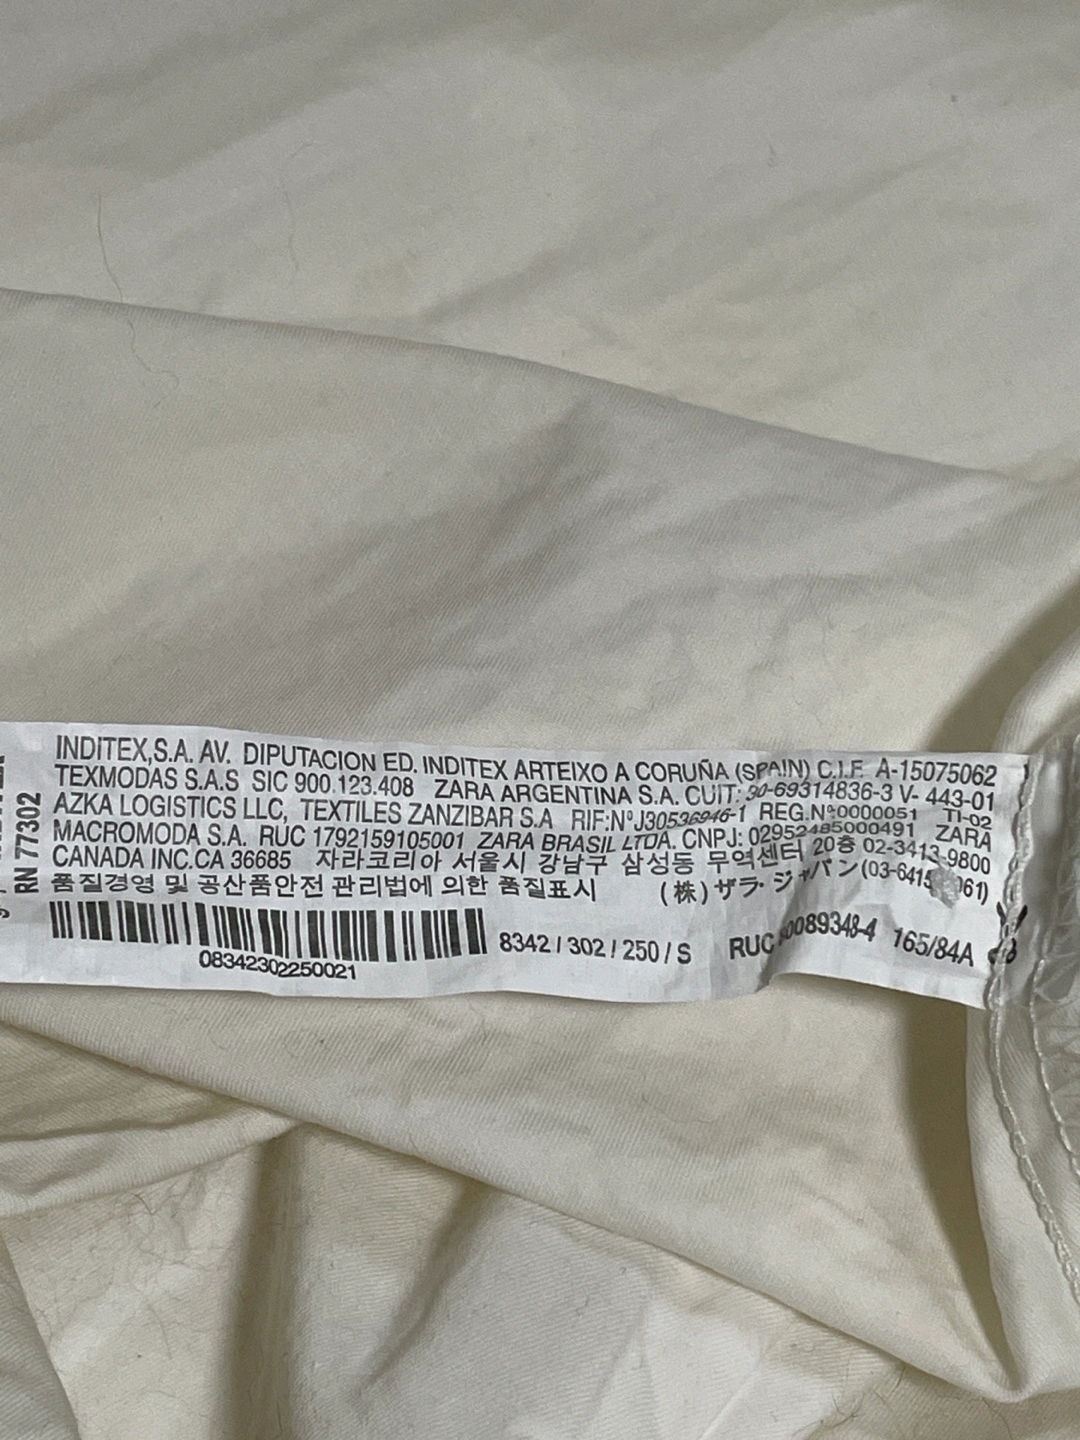 RN 77302
INDITEX,S.A. AV. DIPUTACION ED. INDITEX ARTEIXO A CORUÑA (SPAIN) C.I.F. A-15075062
TEXMODAS S.A.S SIC 900.123.408 ZARA ARGENTINA S.A. CUIT: 30-69314836-3 V- 443-01
AZKA LOGISTICS LLC, TEXTILES ZANZIBAR S.A RIF:NºJ30536946-1 REG.Nº:0000051 TI-02
MACROMODA S.A. RUC 1792159105001 ZARA BRASIL LTDA. CNPJ: 02952485000491 ZARA
CANADA INC.CA 36685 자라코리아 서울시 강남구 삼성동 무역센터 20층 02-3413-9800
품질경영 및 공산품안전 관리법에 의한 품질표시 (株) ザラ・ジャパン
08342302250021
8342 / 302 / 250 / S RUC 165/84A